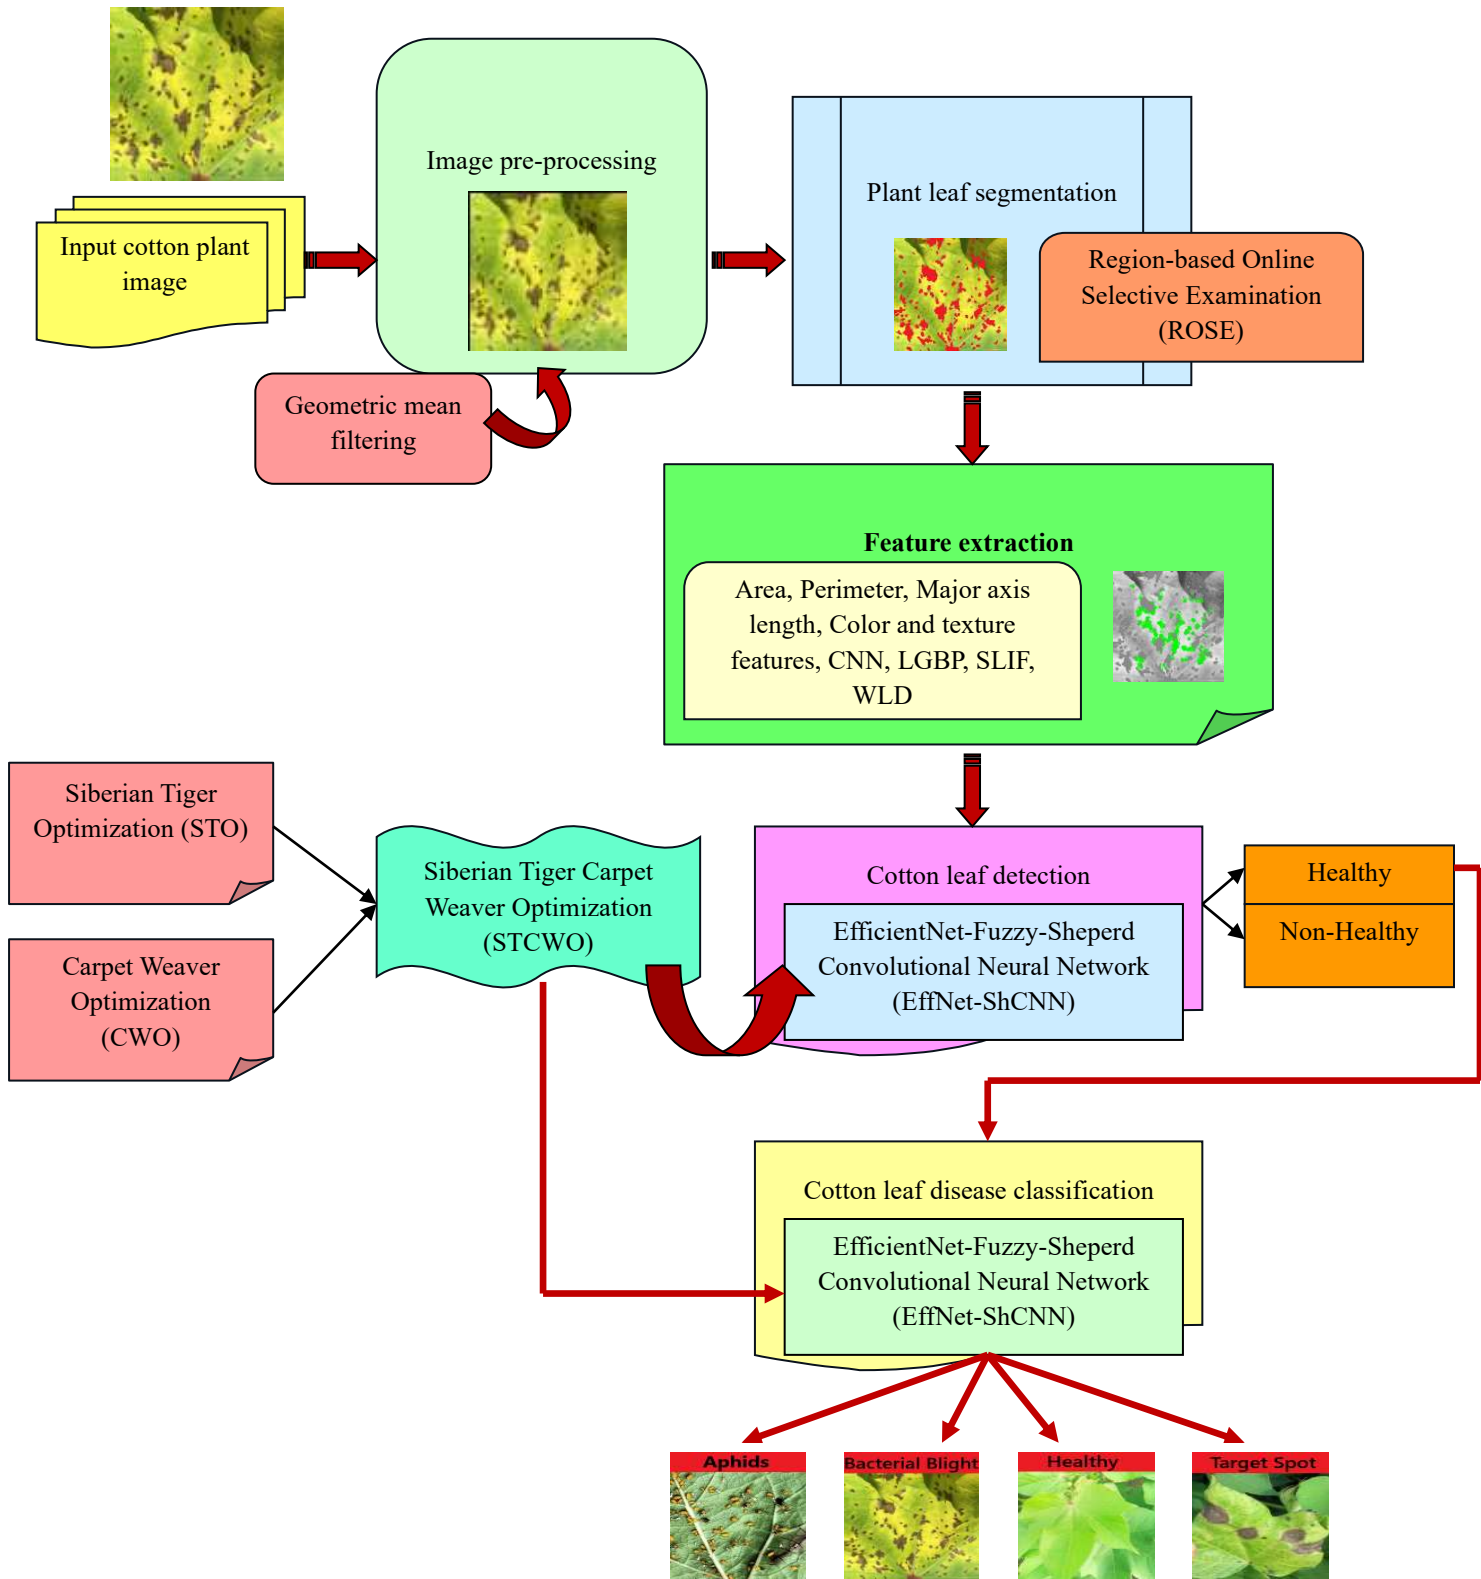 Input cotton plant
image
Image pre-processing
Geometric mean
filtering
Plant leaf segmentation
Region-based Online
Selective Examination
(ROSE)
Feature extraction
Area, Perimeter, Major axis
length, Color and texture
features, CNN, LGBP, SLIF,
WLD
Siberian Tiger
Optimization (STO)
Carpet Weaver
Optimization
(CWO)
Siberian Tiger Carpet
Weaver Optimization
(STCWO)
Cotton leaf detection
EfficientNet-Fuzzy-Sheperd
Convolutional Neural Network
(EffNet-ShCNN)
Healthy
Non-Healthy
Cotton leaf disease classification
EfficientNet-Fuzzy-Sheperd
Convolutional Neural Network
(EffNet-ShCNN)
Aphids
Bacterial Blight
Healthy
Target Spot